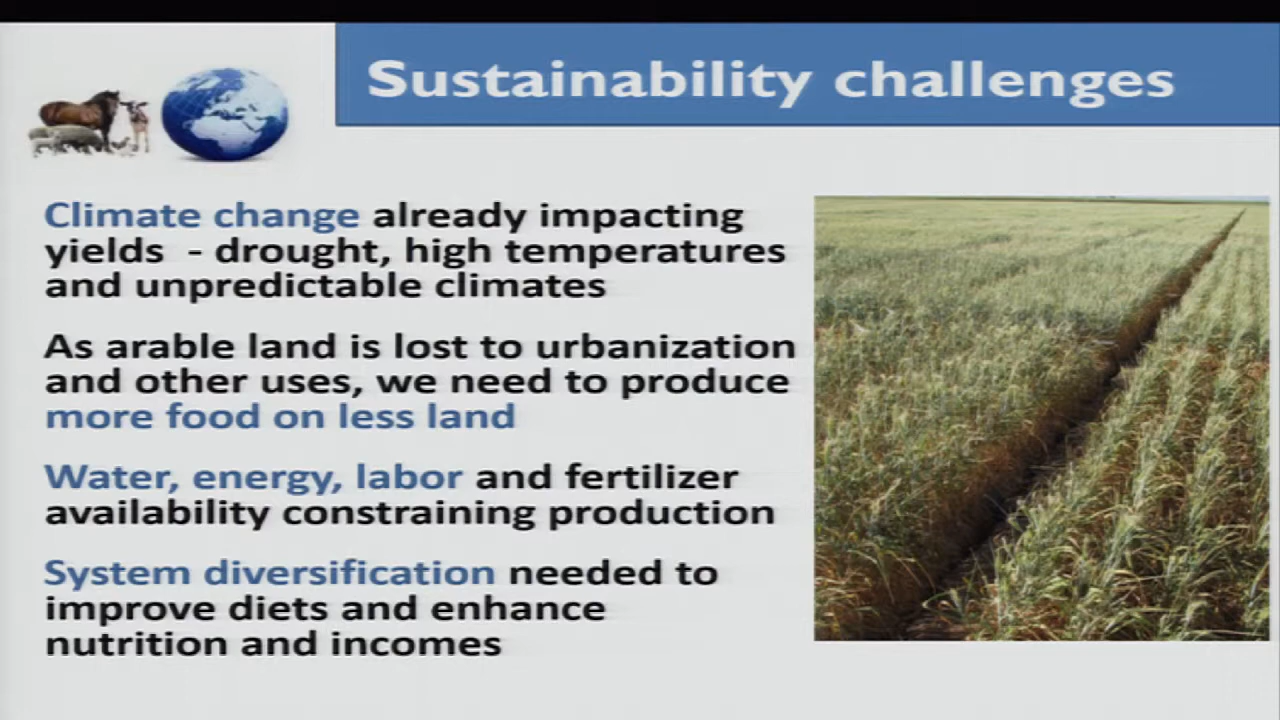 Sustainability challenges
Climate change already impacting
yields - drought, high temperatures
and unpredictable climates
As arable land is lost to urbanization
and other uses, we need to produce
more food on less land
Water, energy, labor and fertilizer
availability constraining production
System diversification needed to
improve diets and enhance
nutrition and incomes